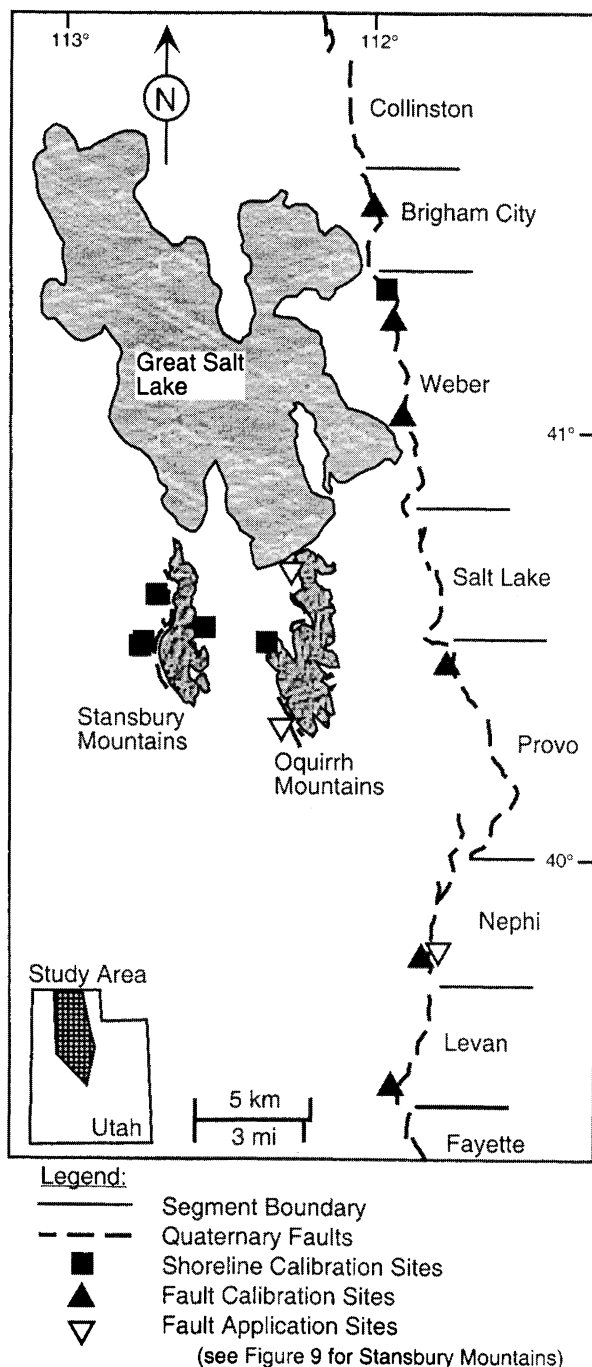 113°
112°
N
Collinston
Brigham City
Great Salt
Lake
Weber
41°
Salt Lake
Stansbury
Mountains
Oquirrh
Mountains
Provo
40°
Nephi
Study Area
Utah
Levan
5 km
3 mi
Fayette
Legend:
Segment Boundary
Quaternary Faults
Shoreline Calibration Sites
Fault Calibration Sites
Fault Application Sites
(see Figure 9 for Stansbury Mountains)